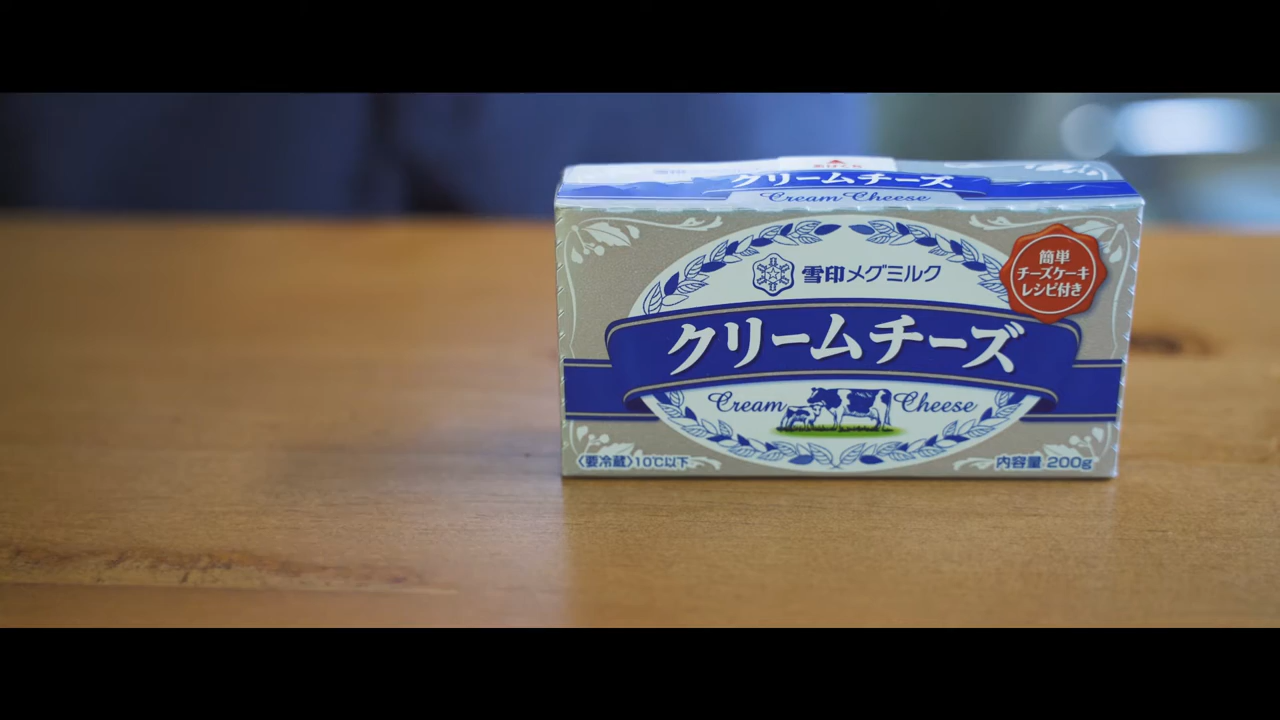 クリームチーズ
Cream Cheese
雪印メグミルク
簡単
チーズケーキ
レシピ付き
クリームチーズ
Cream Cheese
〈要冷蔵〉10℃以下
内容量 200g